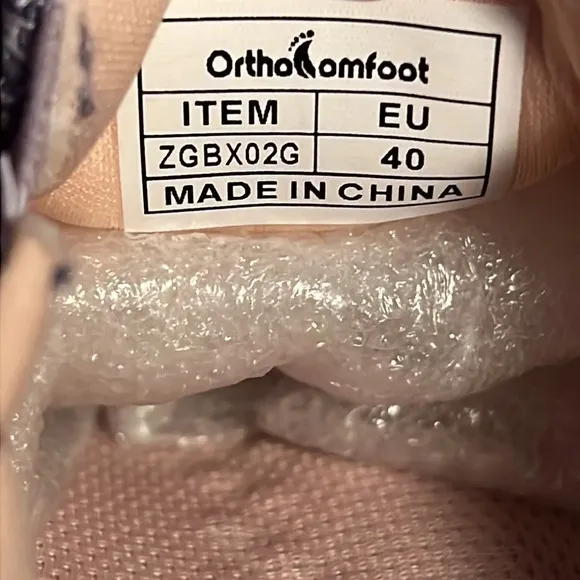 OrthoComfoot
ITEM EU
ZGBX02G 40
MADE IN CHINA